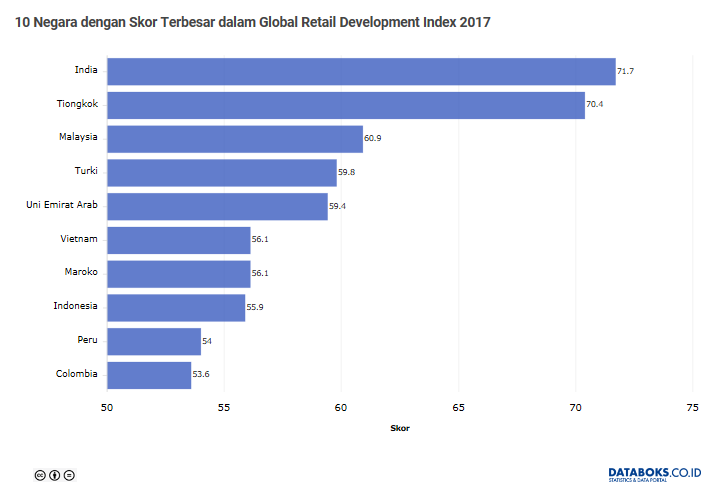 10 Negara dengan Skor Terbesar dalam Global Retail Development Index 2017
India 71.7
Tiongkok 70.4
Malaysia 60.9
Turki 59.8
Uni Emirat Arab 59.4
Vietnam 56.1
Maroko 56.1
Indonesia 55.9
Peru 54
Colombia 53.6
50 55 60 65 70 75
Skor
DATABOKS.CO.ID
STATISTICS & DATA PORTAL